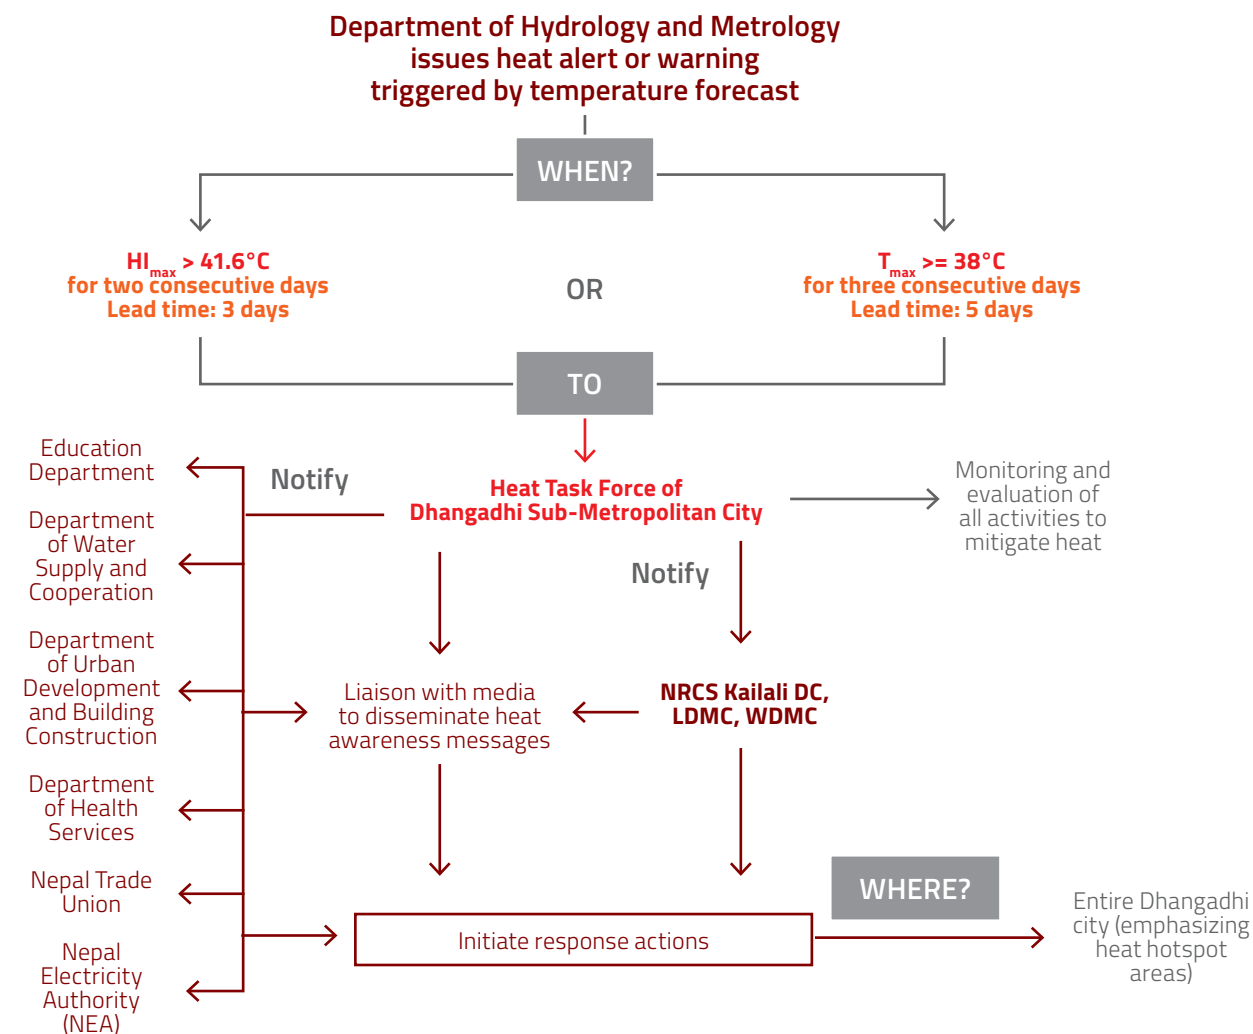 Department of Hydrology and Metrology
issues heat alert or warning
triggered by temperature forecast
WHEN?
HImax > 41.6°C
for two consecutive days
Lead time: 3 days
OR
Tmax >= 38°C
for three consecutive days
Lead time: 5 days
TO
Education
Department
Notify
Heat Task Force of
Dhangadhi Sub-Metropolitan City
Monitoring and
evaluation of
all activities to
mitigate heat
Department
of Water
Supply and
Cooperation
Notify
Department
of Urban
Development
and Building
Construction
Liaison with media
to disseminate heat
awareness messages
NRCS Kailali DC,
LDMC, WDMC
Department
of Health
Services
Nepal Trade
Union
WHERE?
Initiate response actions
Entire Dhangadhi
city (emphasizing
heat hotspot
areas)
Nepal
Electricity
Authority
(NEA)